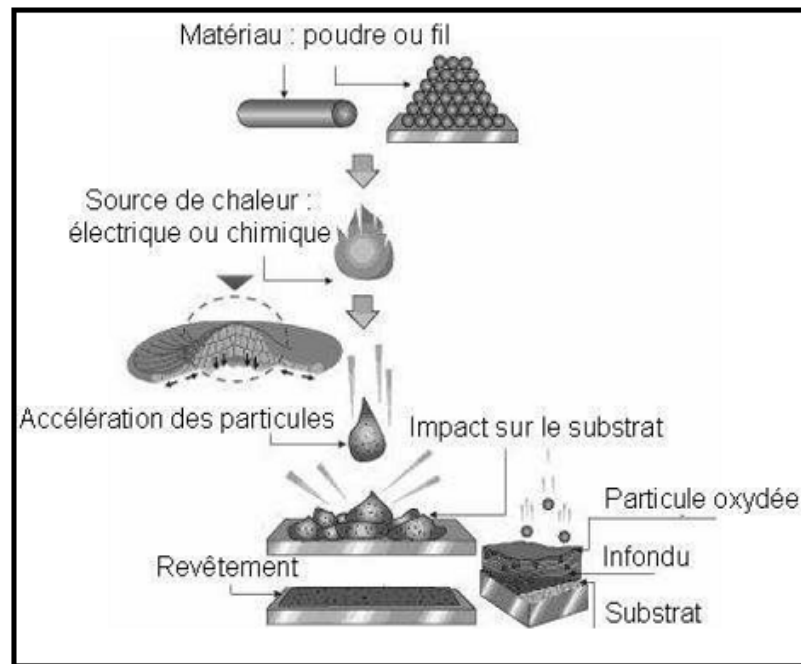 Matériau : poudre ou fil
Source de chaleur :
électrique ou chimique
Accélération des particules
Impact sur le substrat
Particule oxydée
Infondu
Revêtement
Substrat